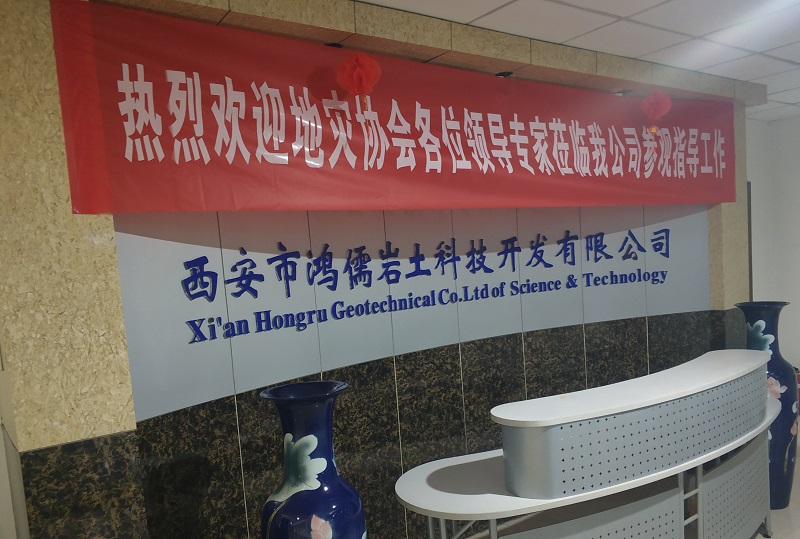 热烈欢迎地灾协会各位领导专家莅临我公司参观指导工作
西安市鸿儒岩土科技开发有限公司
Xi'an Hongru Geotechnical Co.Ltd of Science & Technology